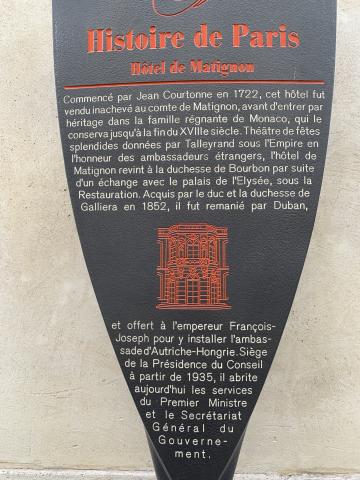 Histoire de Paris
Hôtel de Matignon
Commencé par Jean Courtonne en 1722, cet hôtel fut
vendu inachevé au comte de Matignon, avant d'entrer par
héritage dans la famille régnante de Monaco, qui le
conserva jusqu'à la fin du XVIIIe siècle. Théâtre de fêtes
splendides données par Talleyrand sous l'Empire en
l'honneur des ambassadeurs étrangers, l'hôtel de
Matignon revint à la duchesse de Bourbon par suite
d'un échange avec le palais de l'Elysée, sous la
Restauration. Acquis par le duc et la duchesse de
Galliera en 1852, il fut remanié par Duban,
et offert à l'empereur François-
Joseph pour y installer l'ambas-
sade d'Autriche-Hongrie. Siège
de la Présidence du Conseil
à partir de 1935, il abrite
aujourd'hui les services
du Premier Ministre
et le Secrétariat
Général du
Gouverne-
ment.